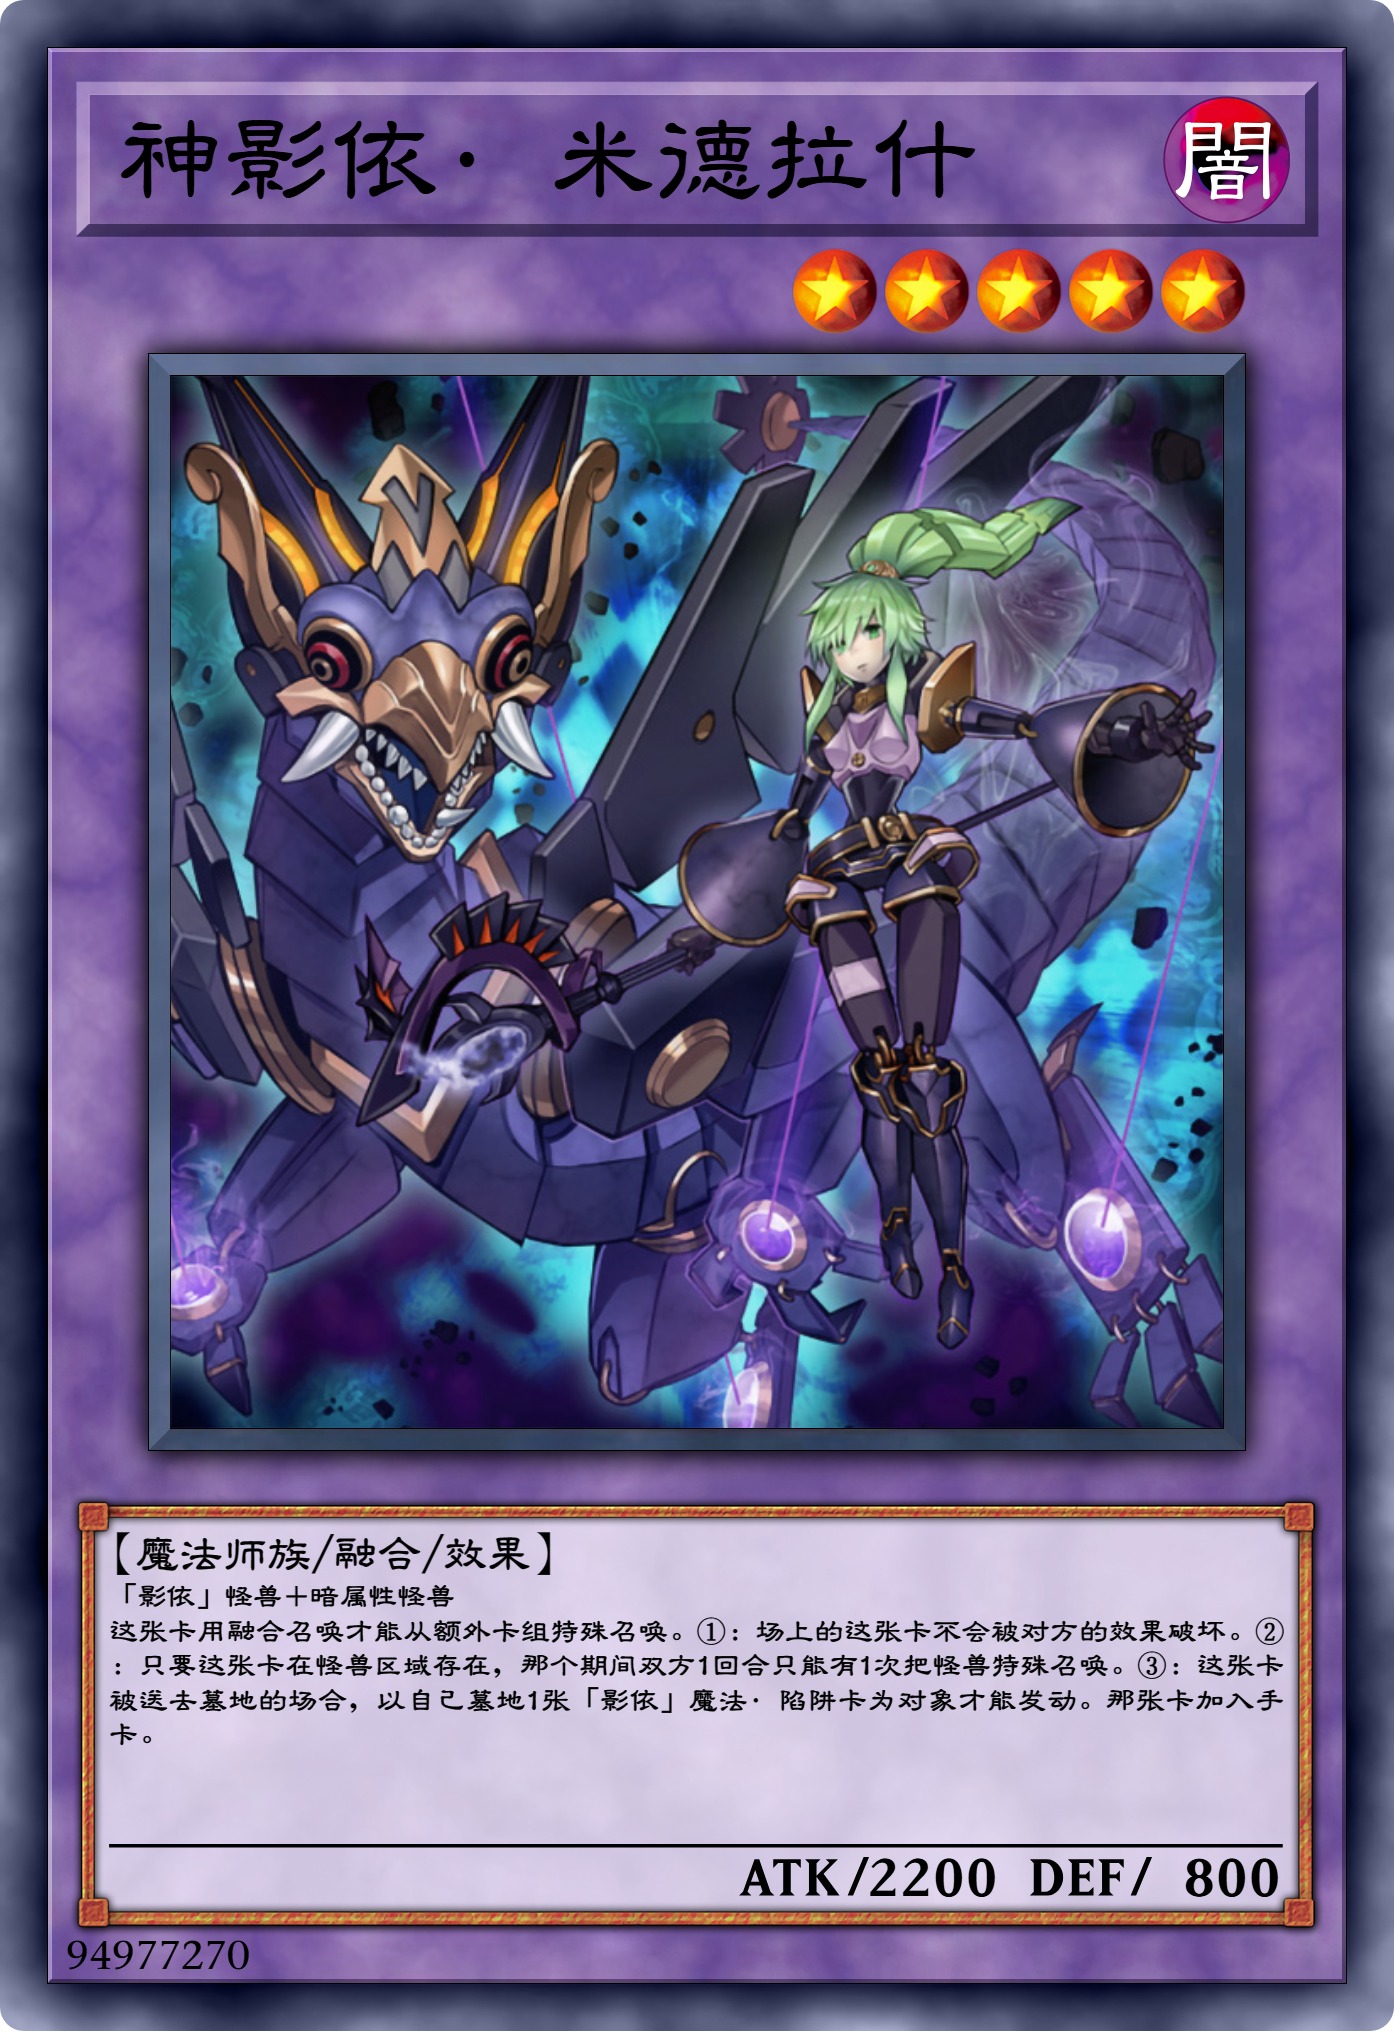 神影依·米德拉什
闇
【魔法师族/融合/效果】
「影依」怪兽＋暗属性怪兽
这张卡用融合召唤才能从额外卡组特殊召唤。①：场上的这张卡不会被对方的效果破坏。②
：只要这张卡在怪兽区域存在，那个期间双方1回合只能有1次把怪兽特殊召唤。③：这张卡
被送去墓地的场合，以自己墓地1张「影依」魔法·陷阱卡为对象才能发动。那张卡加入手
卡。
ATK/2200 DEF/ 800
94977270